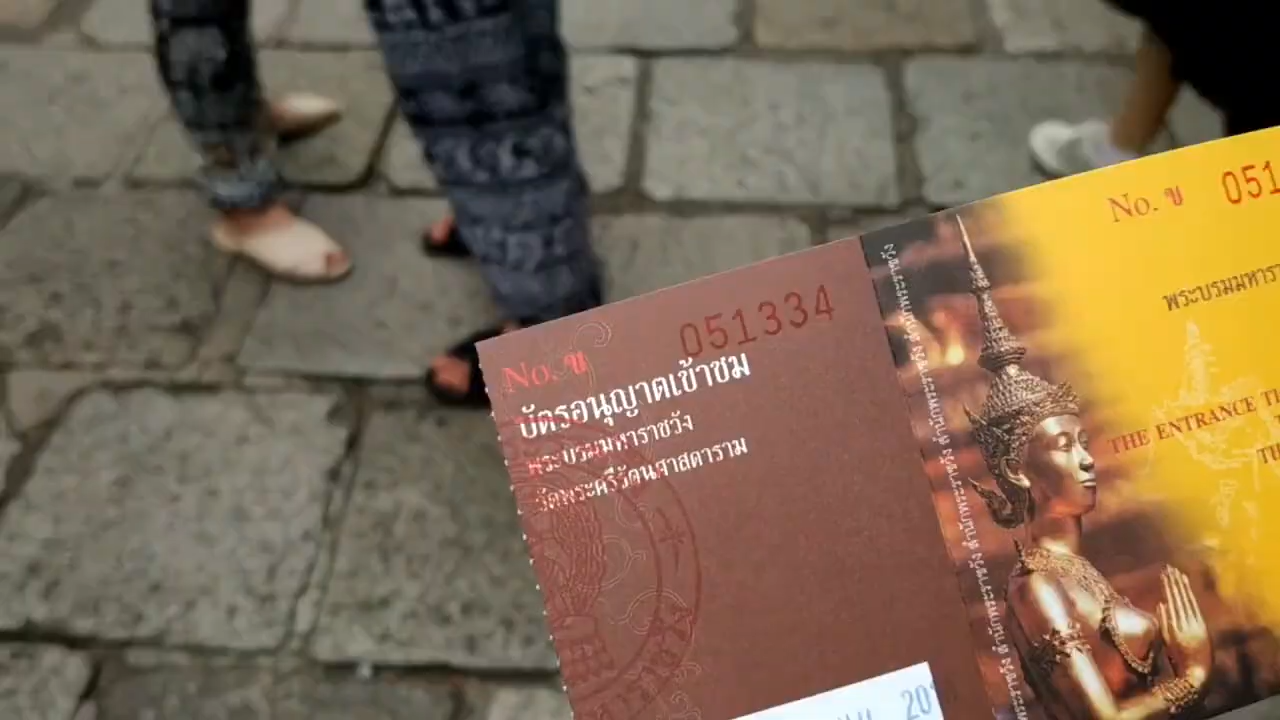 No. ข 051334
บัตรอนุญาตเข้าชม
พระบรมมหาราชวัง
วัดพระศรีรัตนศาสดาราม
20
No. ข 051
พระบรมมหารา
THE ENTRANCE